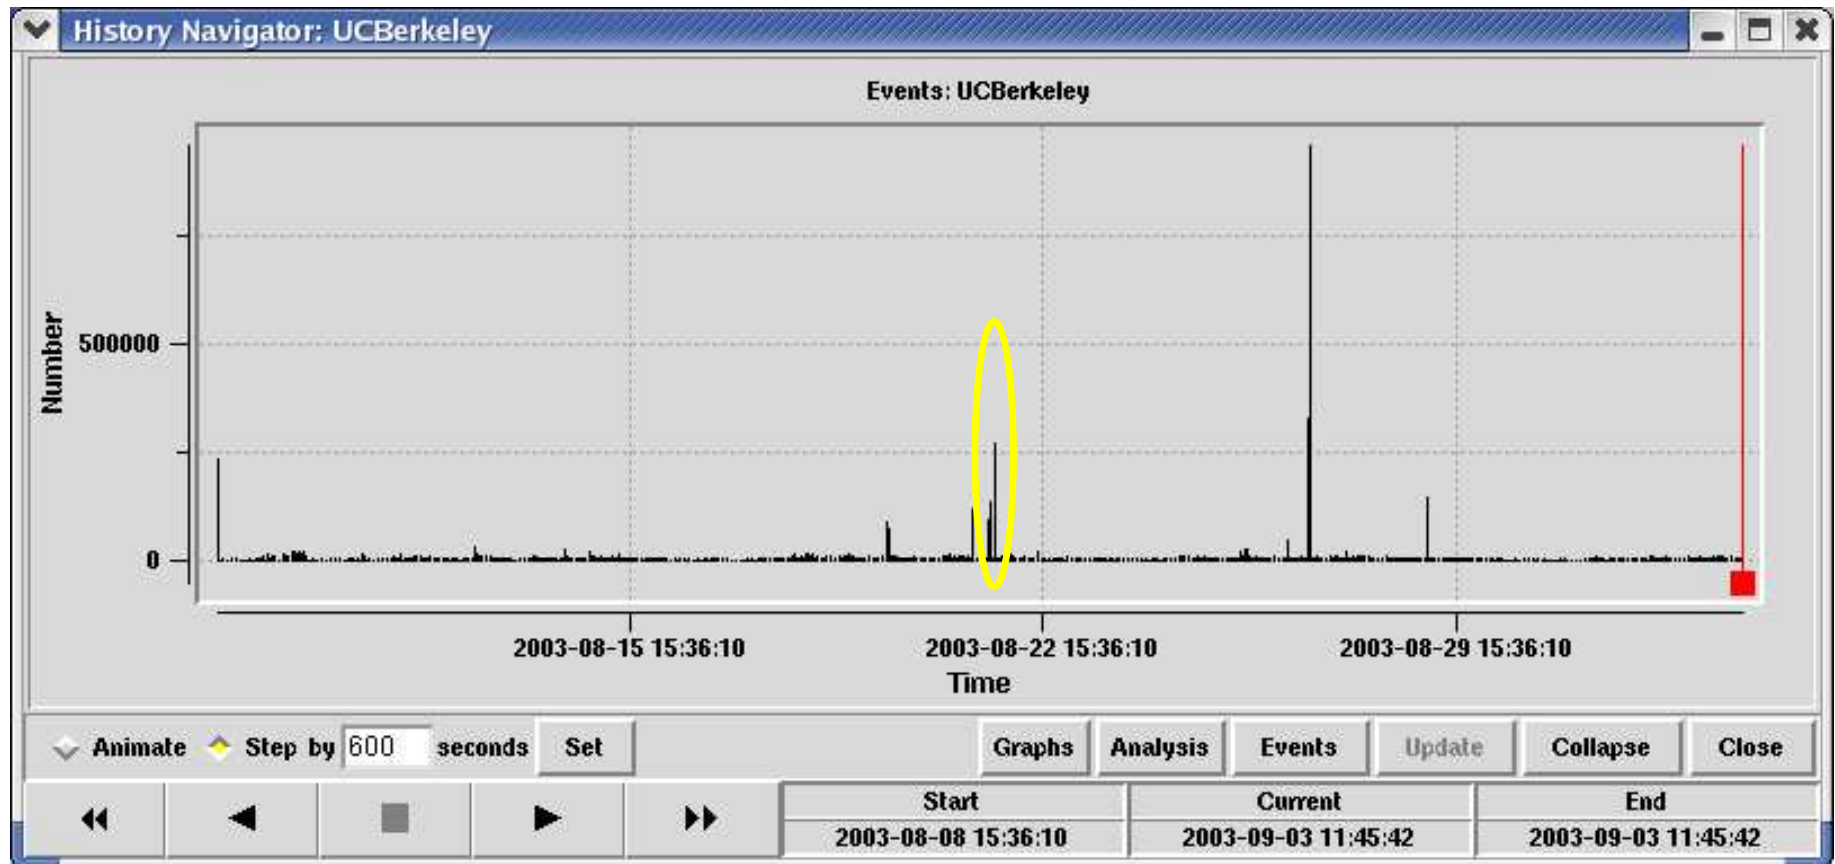 History Navigator: UCBerkeley
Events: UCBerkeley
Number
500000
0
2003-08-15 15:36:10 2003-08-22 15:36:10 2003-08-29 15:36:10
Time
Animate Step by 600 seconds Set Graphs Analysis Events Update Collapse Close
Start Current End
2003-08-08 15:36:10 2003-09-03 11:45:42 2003-09-03 11:45:42